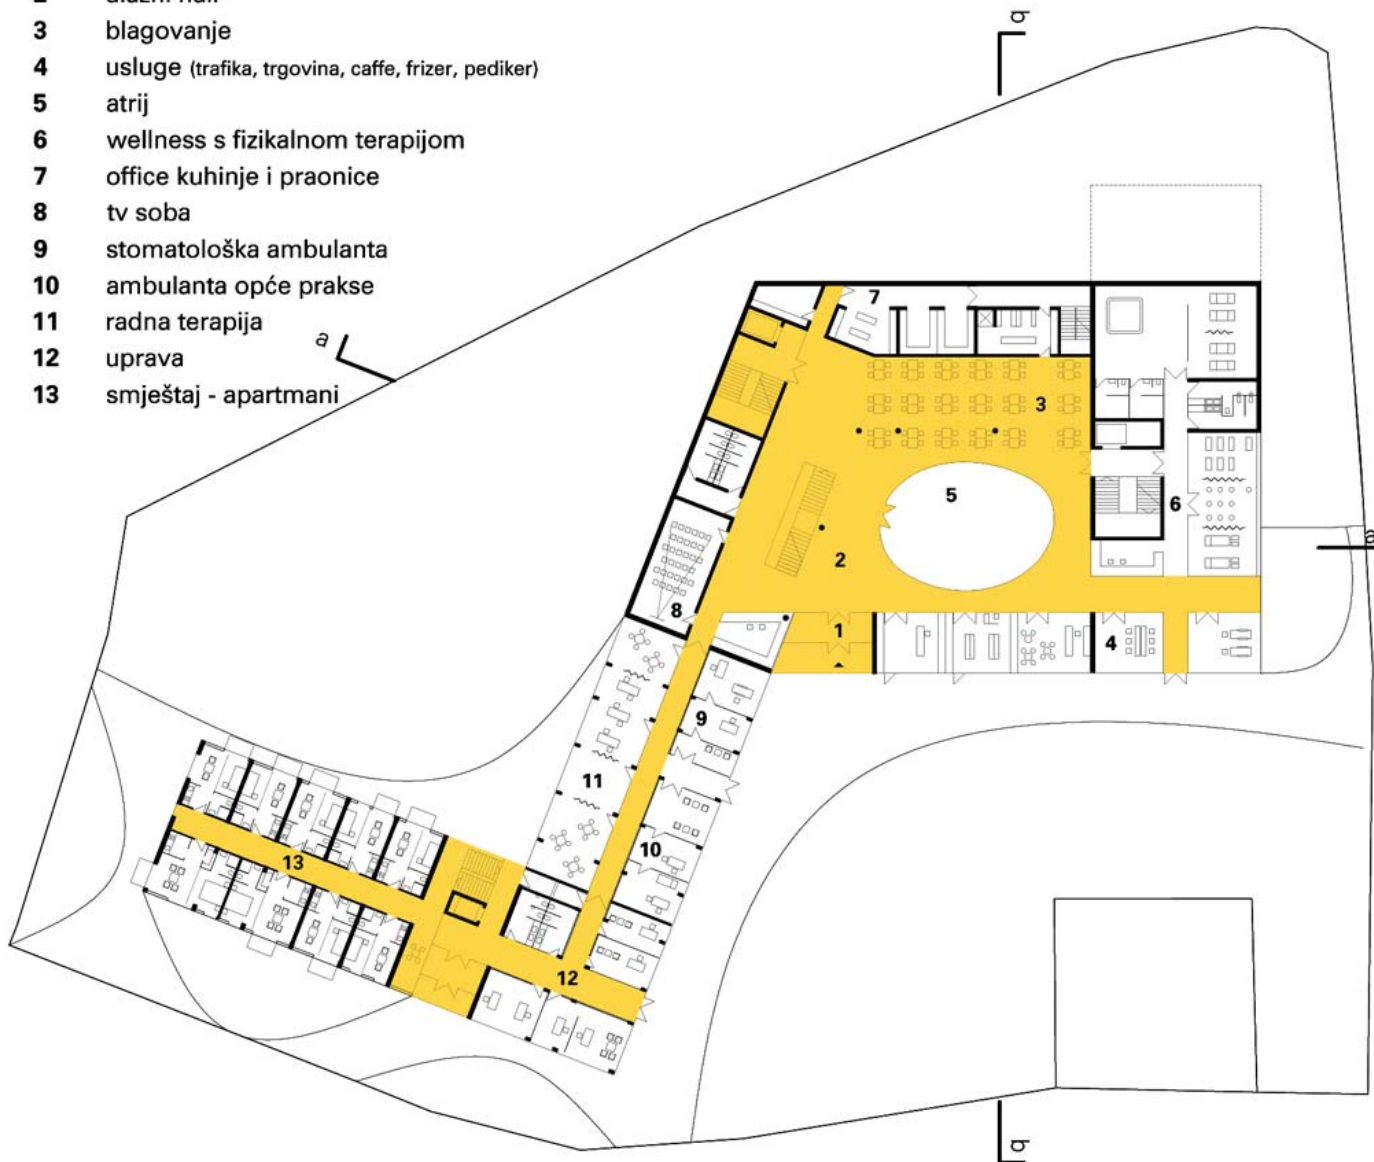 3 blagovanje
4 usluge (trafika, trgovina, caffe, frizer, pediker)
5 atrij
6 wellness s fizikalnom terapijom
7 office kuhinje i praonice
8 tv soba
9 stomatološka ambulanta
10 ambulanta opće prakse
11 radna terapija
12 uprava
13 smještaj - apartmani
b
a
7
3
5
6
2
8
1
4
9
11
10
13
12
a
b